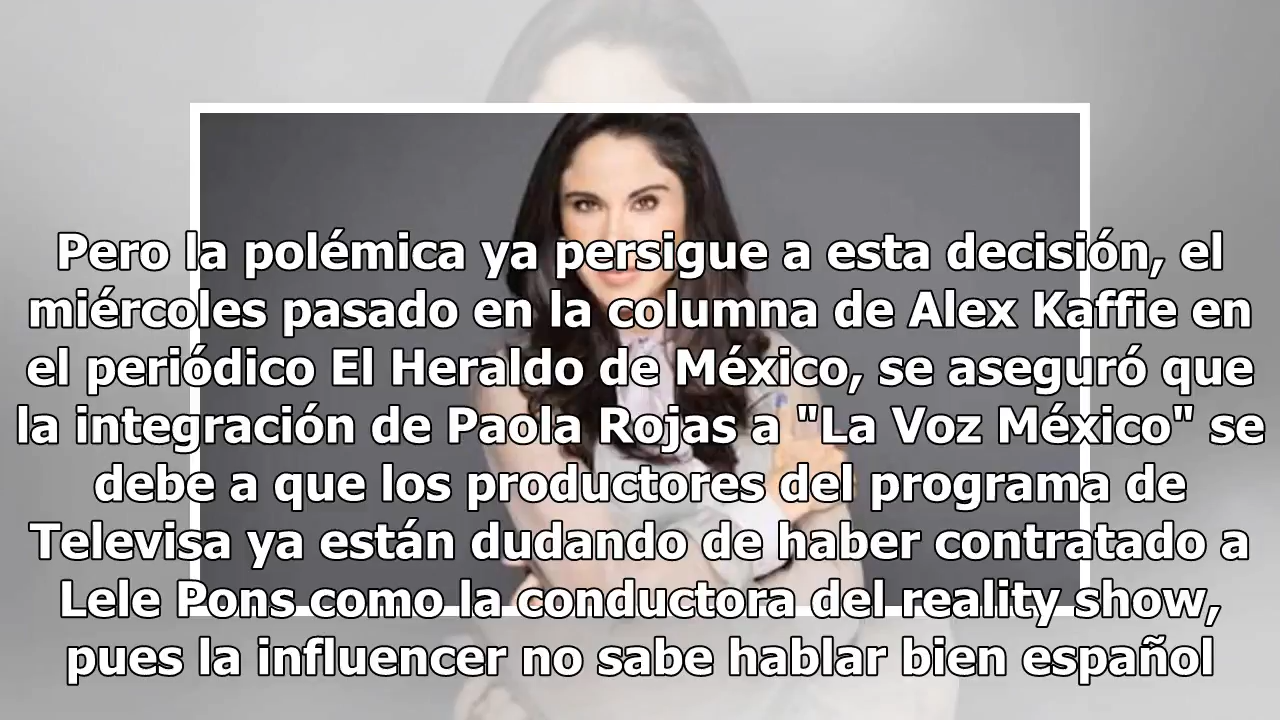 Pero la polémica ya persigue a esta decisión, el
miércoles pasado en la columna de Alex Kaffie en
el periódico El Heraldo de México, se aseguró que
la integración de Paola Rojas a "La Voz México" se
debe a que los productores del programa de
Televisa ya están dudando de haber contratado a
Lele Pons como la conductora del reality show,
pues la influencer no sabe hablar bien español